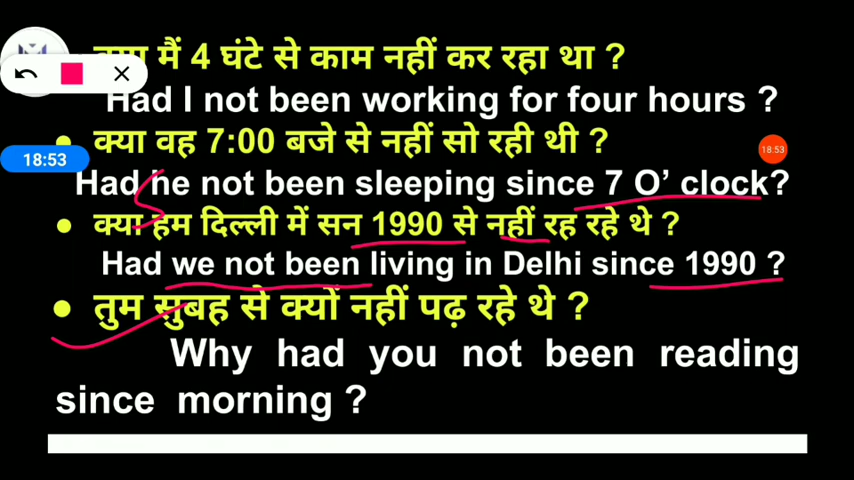 मैं 4 घंटे से काम नहीं कर रहा था ?
Had I not been working for four hours ?
• क्या वह 7:00 बजे से नहीं सो रही थी ?
18:53
18:53
Had he not been sleeping since 7 O’ clock?
• क्या हम दिल्ली में सन 1990 से नहीं रह रहे थे ?
Had we not been living in Delhi since 1990 ?
• तुम सुबह से क्यों नहीं पढ़ रहे थे ?
Why had you not been reading
since morning ?